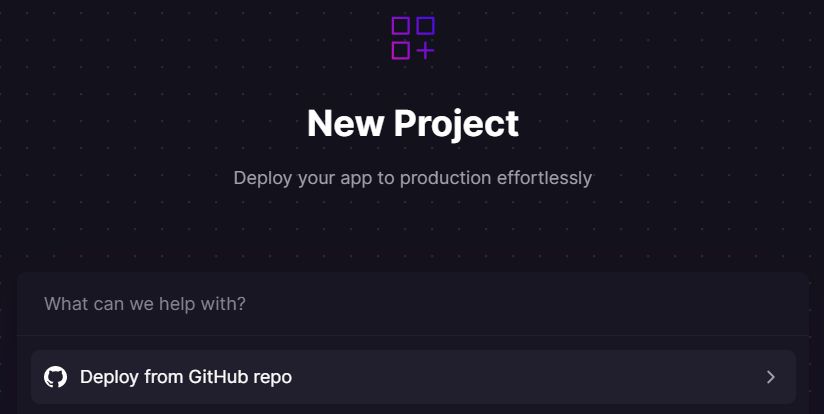 New Project
Deploy your app to production effortlessly
What can we help with?
Deploy from GitHub repo